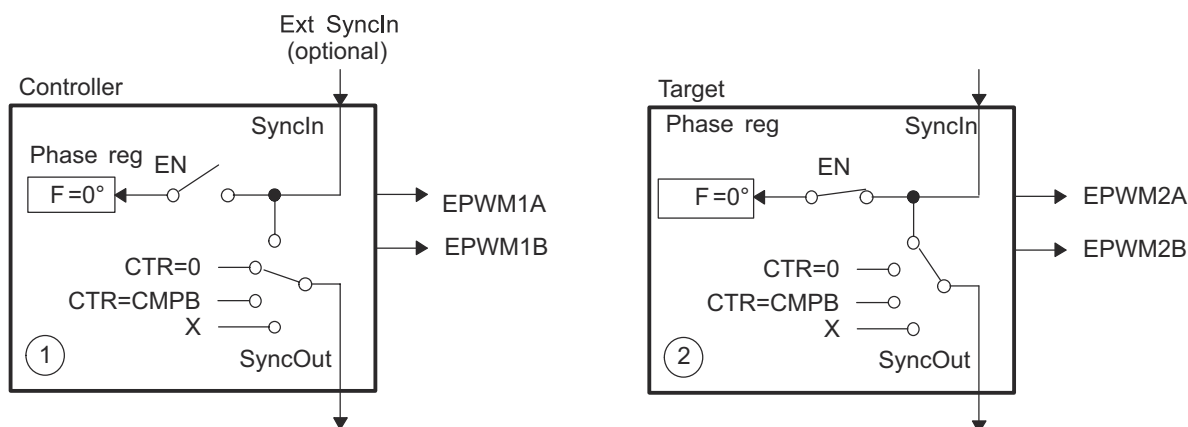 Ext SyncIn
(optional)
Controller
SyncIn
Phase reg
EN
F=0°
EPWM1A
EPWM1B
CTR=0
CTR=CMPB
X
1
SyncOut
Target
Phase reg
SyncIn
EN
F=0°
EPWM2A
EPWM2B
CTR=0
CTR=CMPB
X
2
SyncOut